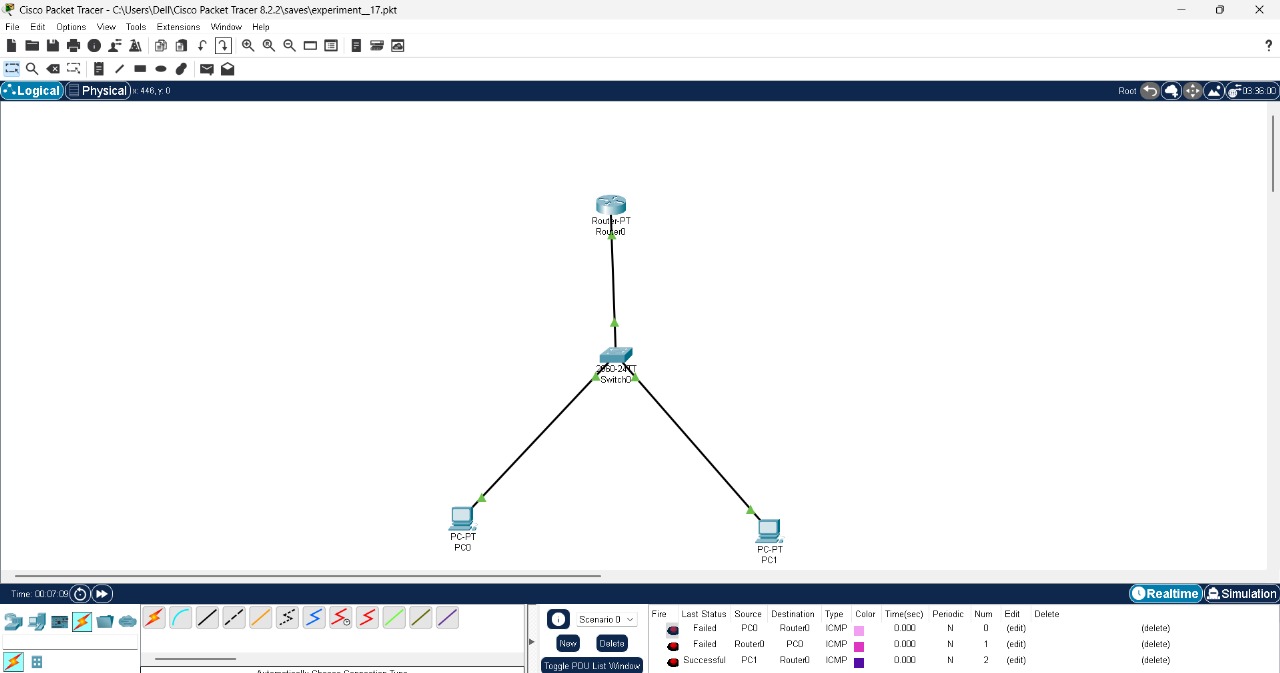 Cisco Packet Tracer - C:\Users\Dell\Cisco Packet Tracer 8.2.2\saves\experiment__17.pkt
File Edit Options View Tools Extensions Window Help
?
Logical Physical x: 446, y: 0 Root 03:36:00
Router-PT
Router0
2960-24TT
Switch0
PC-PT
PC0
PC-PT
PC1
Time: 00:07:09 Realtime Simulation
Scenario 0
New Delete
Toggle PDU List Window
Automatically Choose Connection Type
Fire Last Status Source Destination Type Color Time(sec) Periodic Num Edit Delete
Failed PC0 Router0 ICMP 0.000 N 0 (edit) (delete)
Failed Router0 PC0 ICMP 0.000 N 1 (edit) (delete)
Successful PC1 Router0 ICMP 0.000 N 2 (edit) (delete)